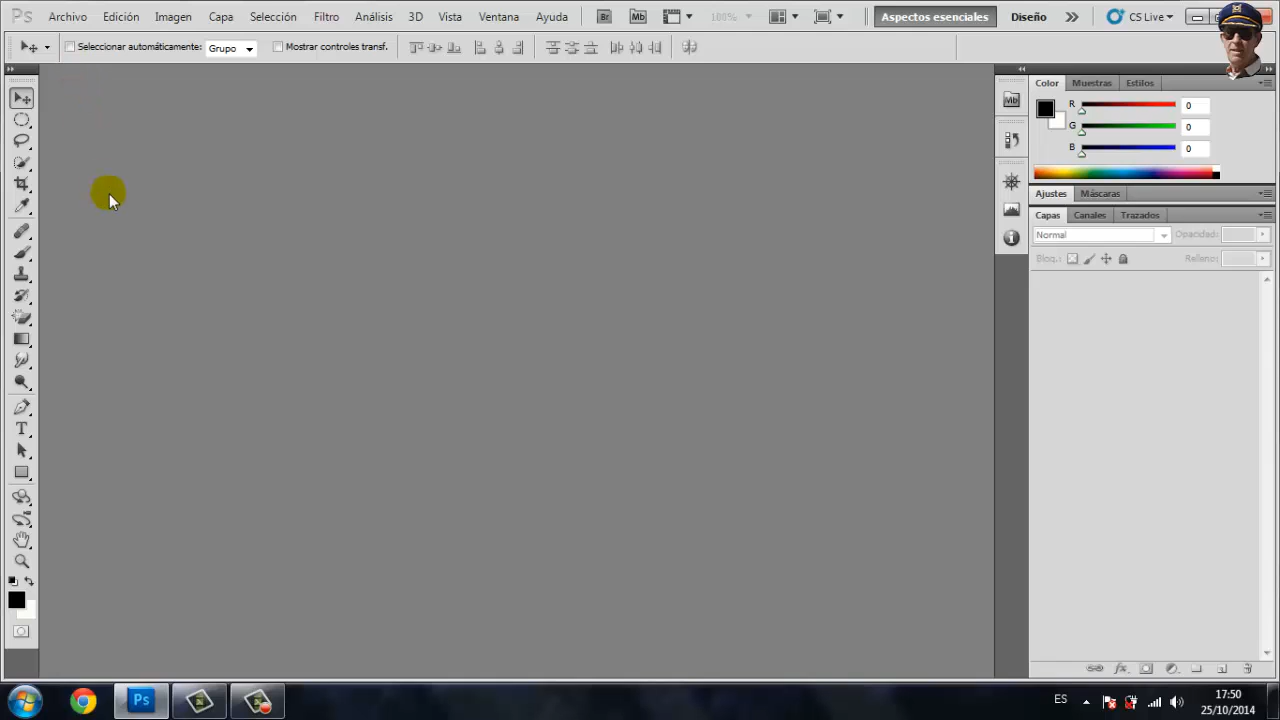 Ps Archivo Edición Imagen Capa Selección Filtro Análisis 3D Vista Ventana Ayuda Br Mb 100% Aspectos esenciales Diseño CS Live
Seleccionar automáticamente: Grupo Mostrar controles transf.
Color Muestras Estilos
Mb
R 0
G 0
B 0
Ajustes Máscaras
Capas Canales Trazados
Normal Opacidad:
Bloq.: Relleno:
T
Ps
ES
17:50
25/10/2014